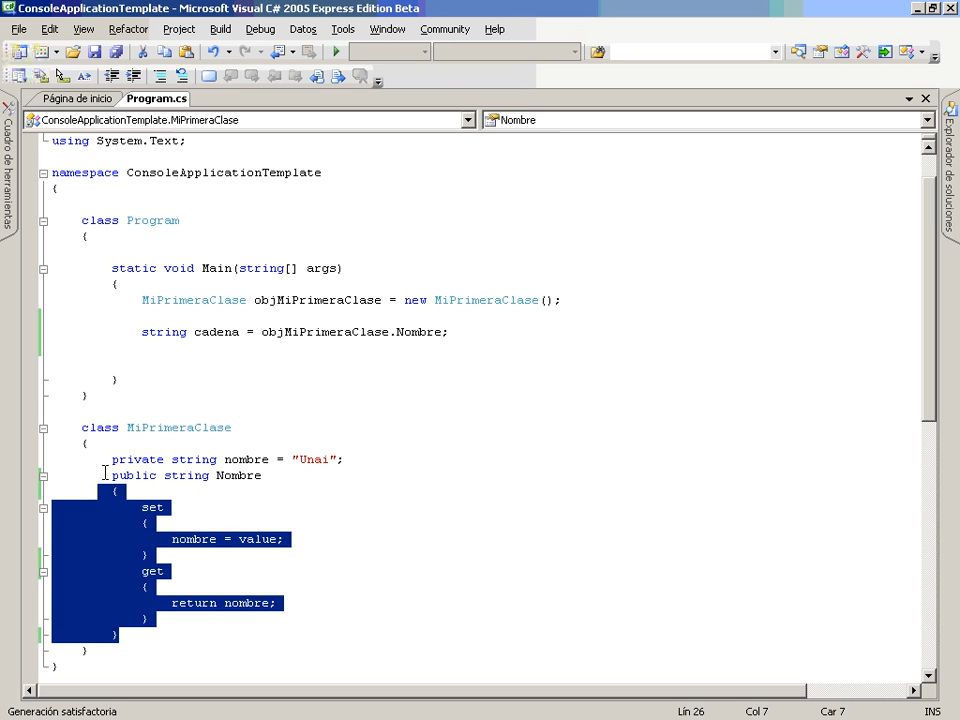 ConsoleApplicationTemplate - Microsoft Visual C# 2005 Express Edition Beta
File Edit View Refactor Project Build Debug Datos Tools Window Community Help
Página de inicio Program.cs
ConsoleApplicationTemplate.MiPrimeraClase Nombre
Cuadro de herramientas
Explorador de soluciones
using System.Text;
namespace ConsoleApplicationTemplate
{
class Program
{
static void Main(string[] args)
{
MiPrimeraClase objMiPrimeraClase = new MiPrimeraClase();
string cadena = objMiPrimeraClase.Nombre;
}
}
class MiPrimeraClase
{
private string nombre = "Unai";
public string Nombre
{
set
{
nombre = value;
}
get
{
return nombre;
}
}
}
}
Generación satisfactoria Lín 26 Col 7 Car 7 INS